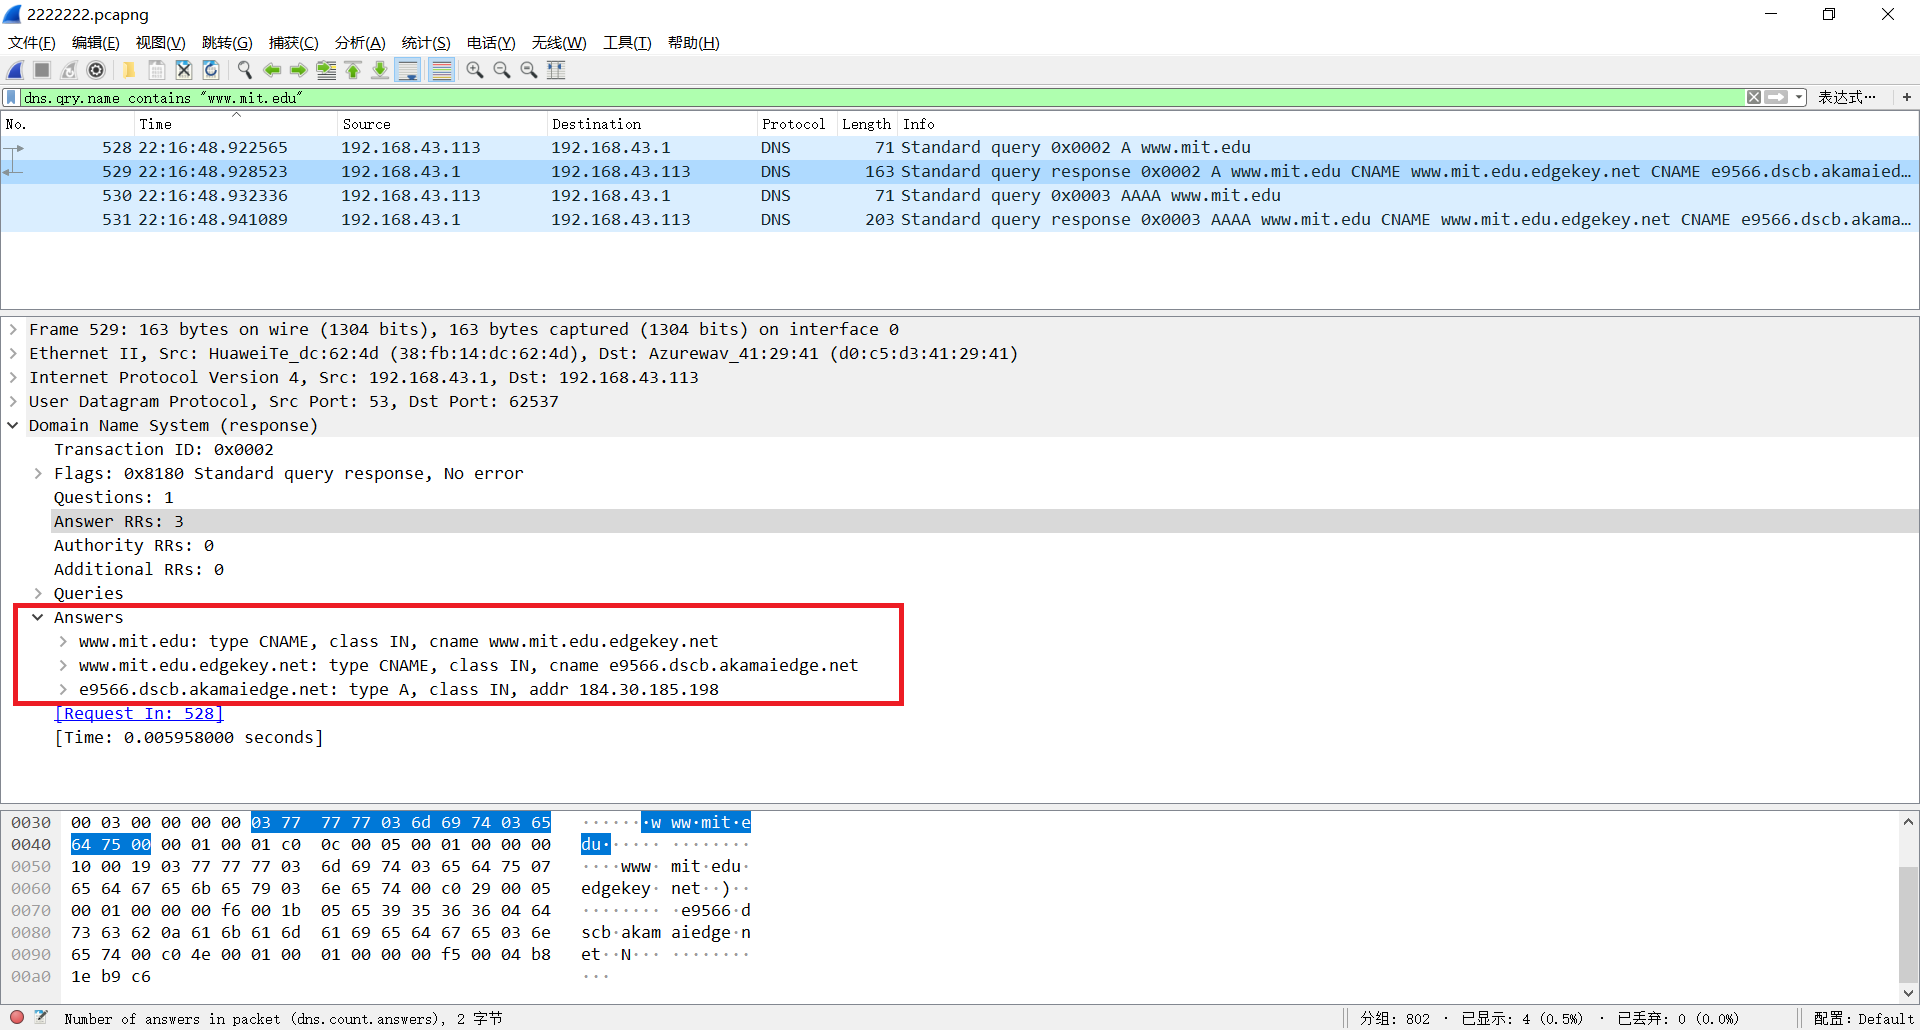 2222222.pcapng
文件(F) 编辑(E) 视图(V) 跳转(G) 捕获(C) 分析(A) 统计(S) 电话(Y) 无线(W) 工具(T) 帮助(H)
dns.qry.name contains "www.mit.edu" 表达式… +
No. Time Source Destination Protocol Length Info
528 22:16:48.922565 192.168.43.113 192.168.43.1 DNS 71 Standard query 0x0002 A www.mit.edu
529 22:16:48.928523 192.168.43.1 192.168.43.113 DNS 163 Standard query response 0x0002 A www.mit.edu CNAME www.mit.edu.edgekey.net CNAME e9566.dscb.akamaied…
530 22:16:48.932336 192.168.43.113 192.168.43.1 DNS 71 Standard query 0x0003 AAAA www.mit.edu
531 22:16:48.941089 192.168.43.1 192.168.43.113 DNS 203 Standard query response 0x0003 AAAA www.mit.edu CNAME www.mit.edu.edgekey.net CNAME e9566.dscb.akama…
Frame 529: 163 bytes on wire (1304 bits), 163 bytes captured (1304 bits) on interface 0
Ethernet II, Src: HuaweiTe_dc:62:4d (38:fb:14:dc:62:4d), Dst: Azurewav_41:29:41 (d0:c5:d3:41:29:41)
Internet Protocol Version 4, Src: 192.168.43.1, Dst: 192.168.43.113
User Datagram Protocol, Src Port: 53, Dst Port: 62537
Domain Name System (response)
Transaction ID: 0x0002
Flags: 0x8180 Standard query response, No error
Questions: 1
Answer RRs: 3
Authority RRs: 0
Additional RRs: 0
Queries
Answers
www.mit.edu: type CNAME, class IN, cname www.mit.edu.edgekey.net
www.mit.edu.edgekey.net: type CNAME, class IN, cname e9566.dscb.akamaiedge.net
e9566.dscb.akamaiedge.net: type A, class IN, addr 184.30.185.198
[Request In: 528]
[Time: 0.005958000 seconds]
0030 00 03 00 00 00 00 03 77 77 77 03 6d 69 74 03 65 ·······w ww·mit·e
0040 64 75 00 00 01 00 01 c0 0c 00 05 00 01 00 00 00 du······ ········
0050 10 00 19 03 77 77 77 03 6d 69 74 03 65 64 75 07 ····www· mit·edu·
0060 65 64 67 65 6b 65 79 03 6e 65 74 00 c0 29 00 05 edgekey· net··)··
0070 00 01 00 00 00 f6 00 1b 05 65 39 35 36 36 04 64 ········ ·e9566·d
0080 73 63 62 0a 61 6b 61 6d 61 69 65 64 67 65 03 6e scb·akam aiedge·n
0090 65 74 00 c0 4e 00 01 00 01 00 00 00 f5 00 04 b8 et··N··· ········
00a0 1e b9 c6 ···
Number of answers in packet (dns.count.answers), 2 字节 分组: 802 · 已显示: 4 (0.5%) · 已丢弃: 0 (0.0%) 配置: Default